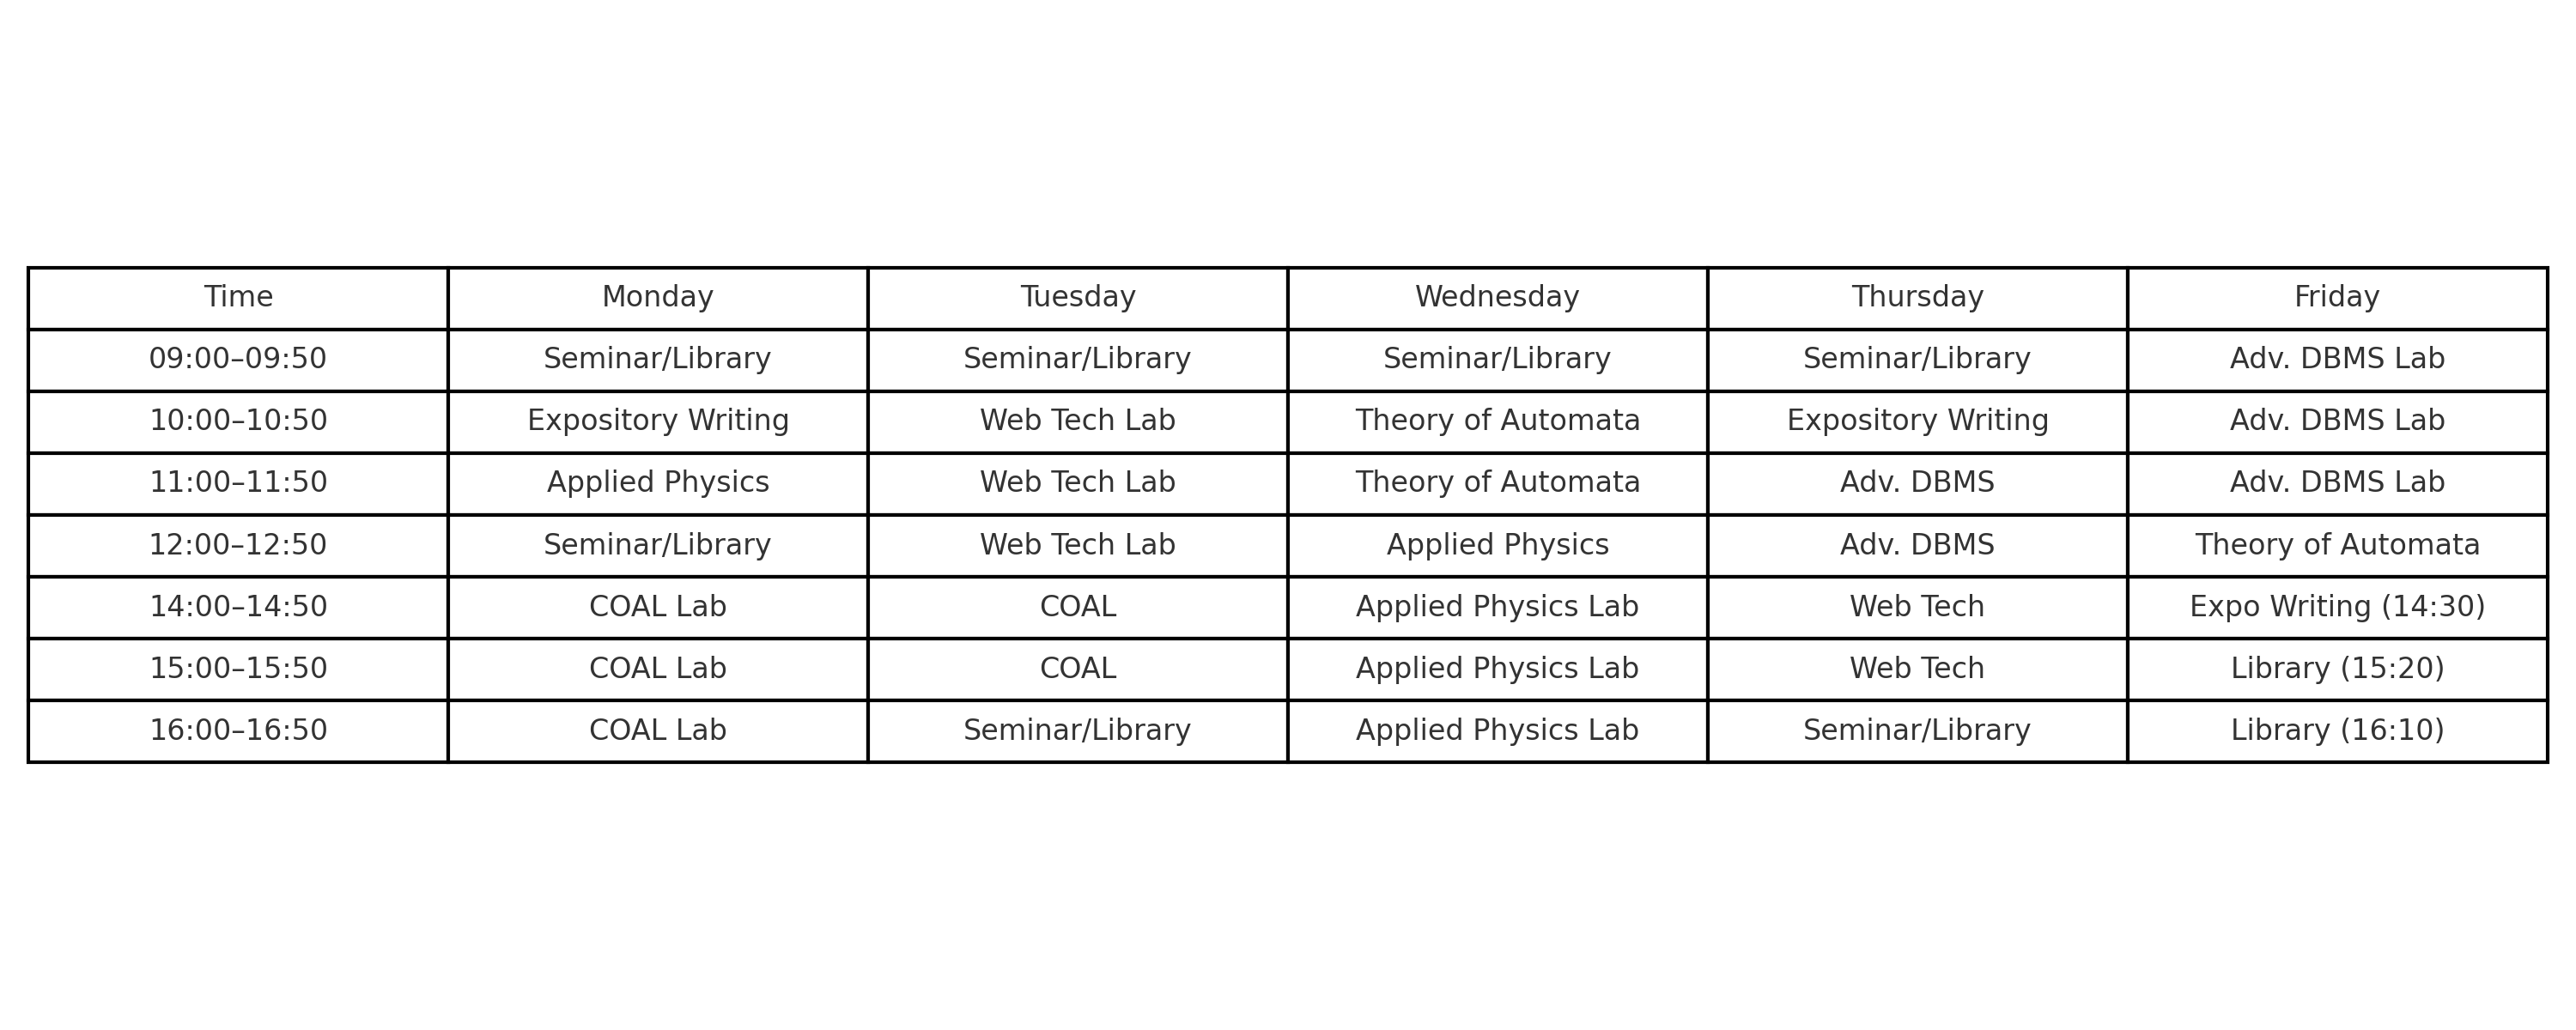 Time Monday Tuesday Wednesday Thursday Friday
09:00–09:50 Seminar/Library Seminar/Library Seminar/Library Seminar/Library Adv. DBMS Lab
10:00–10:50 Expository Writing Web Tech Lab Theory of Automata Expository Writing Adv. DBMS Lab
11:00–11:50 Applied Physics Web Tech Lab Theory of Automata Adv. DBMS Adv. DBMS Lab
12:00–12:50 Seminar/Library Web Tech Lab Applied Physics Adv. DBMS Theory of Automata
14:00–14:50 COAL Lab COAL Applied Physics Lab Web Tech Expo Writing (14:30)
15:00–15:50 COAL Lab COAL Applied Physics Lab Web Tech Library (15:20)
16:00–16:50 COAL Lab Seminar/Library Applied Physics Lab Seminar/Library Library (16:10)